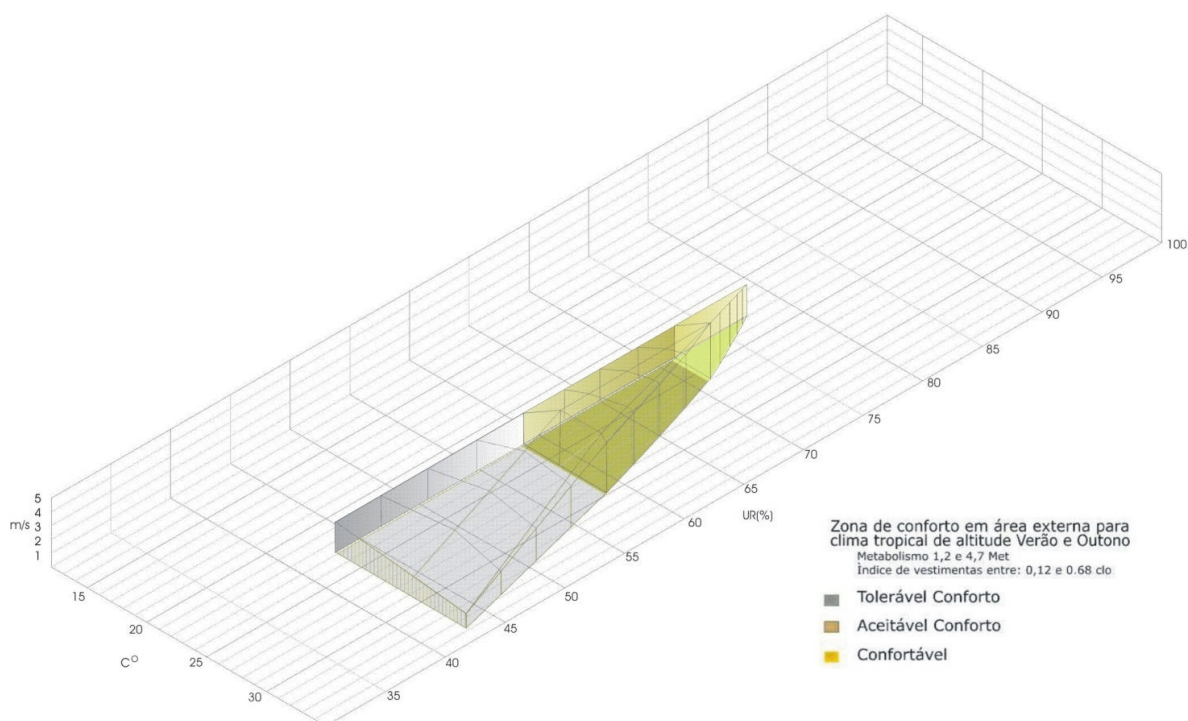 5
4
m/s 3
2
1
15
20
C°
25
30
35
40
45
50
55
60
UR(%)
65
70
75
80
85
90
95
100
Zona de conforto em área externa para
clima tropical de altitude Verão e Outono
Metabolismo 1,2 e 4,7 Met
Índice de vestimentas entre: 0,12 e 0.68 clo
Tolerável Conforto
Aceitável Conforto
Confortável